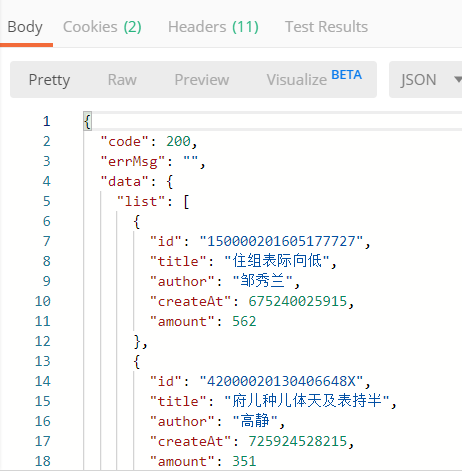 Body Cookies (2) Headers (11) Test Results
Pretty Raw Preview Visualize BETA JSON
1 {
2 "code": 200,
3 "errMsg": "",
4 "data": {
5 "list": [
6 {
7 "id": "150000201605177727",
8 "title": "住组表际向低",
9 "author": "邹秀兰",
10 "createAt": 675240025915,
11 "amount": 562
12 },
13 {
14 "id": "42000020130406648X",
15 "title": "府儿种儿体天及表持半",
16 "author": "高静",
17 "createAt": 725924528215,
18 "amount": 351